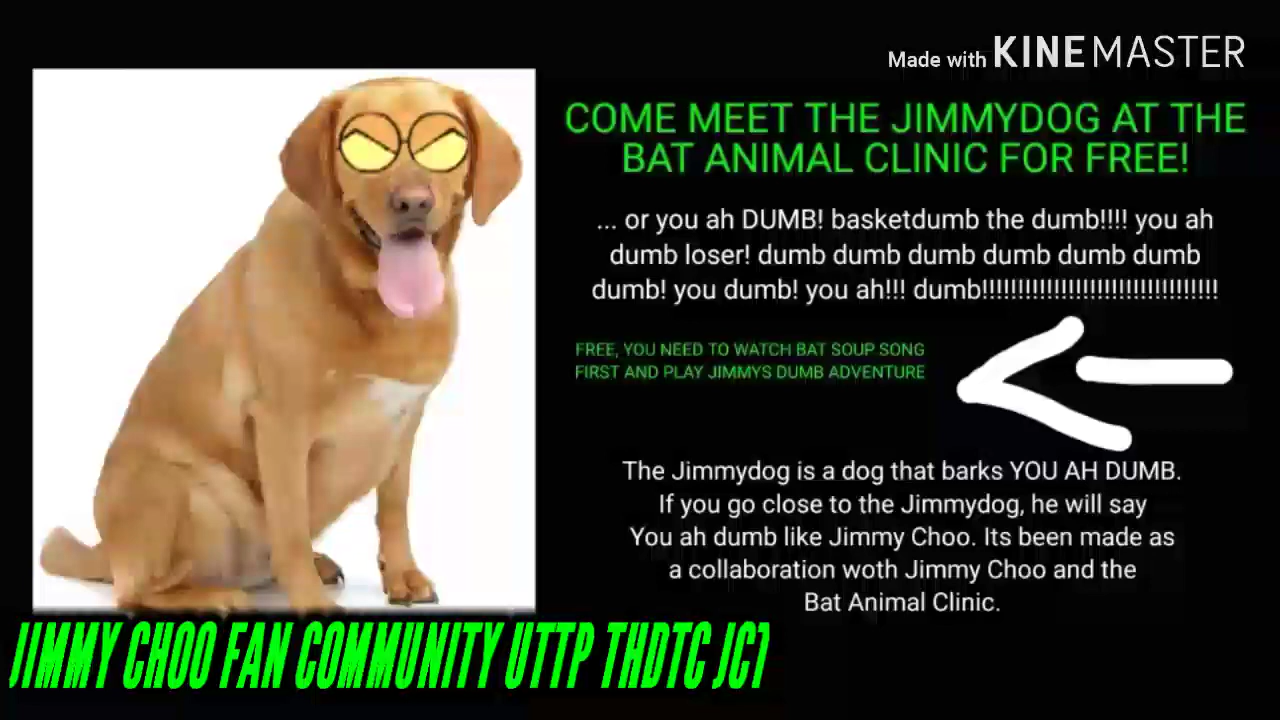 Made with KINEMASTER
COME MEET THE JIMMYDOG AT THE
BAT ANIMAL CLINIC FOR FREE!
... or you ah DUMB! basketdumb the dumb!!!! you ah
dumb loser! dumb dumb dumb dumb dumb dumb
dumb! you dumb! you ah!!! dumb!!!!!!!!!!!!!!!!!!!!!!!!!!!!!!!!!!
FREE, YOU NEED TO WATCH BAT SOUP SONG
FIRST AND PLAY JIMMYS DUMB ADVENTURE
The Jimmydog is a dog that barks YOU AH DUMB.
If you go close to the Jimmydog, he will say
You ah dumb like Jimmy Choo. Its been made as
a collaboration woth Jimmy Choo and the
Bat Animal Clinic.
JIMMY CHOO FAN COMMUNITY UTTP THDTC JC7